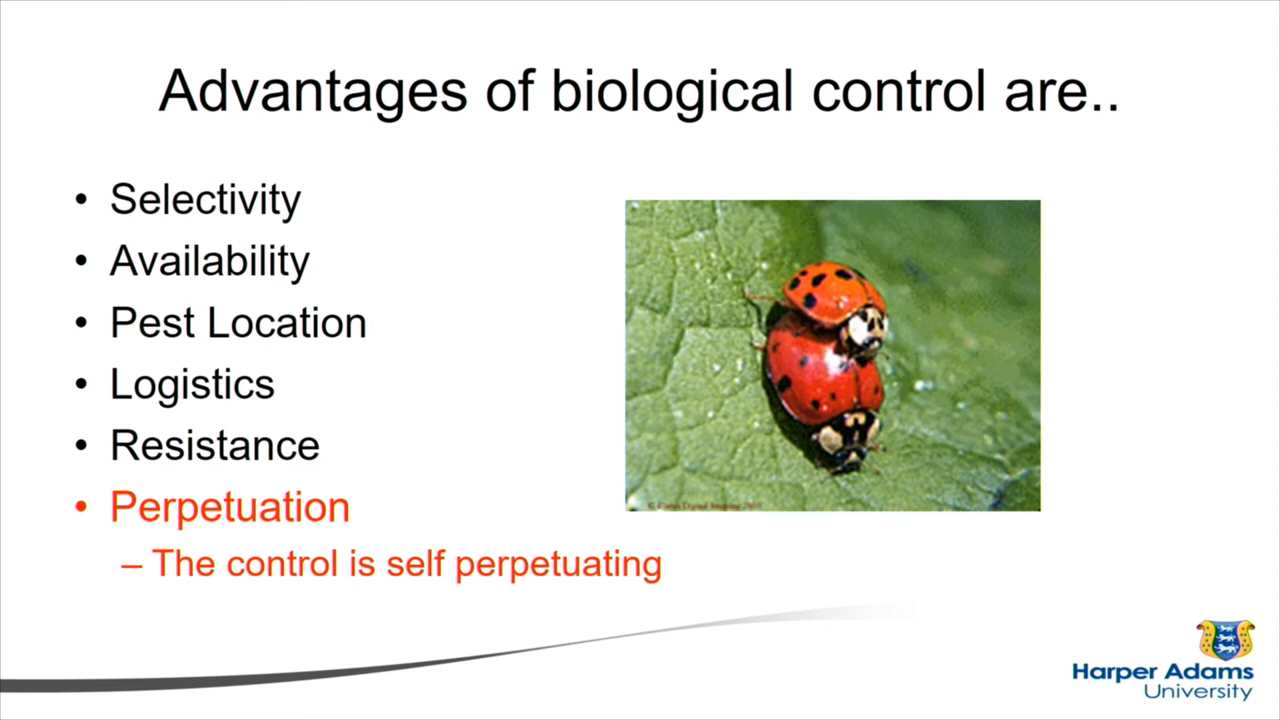 Advantages of biological control are..
• Selectivity
• Availability
• Pest Location
• Logistics
• Resistance
• Perpetuation
– The control is self perpetuating
Harper Adams
University